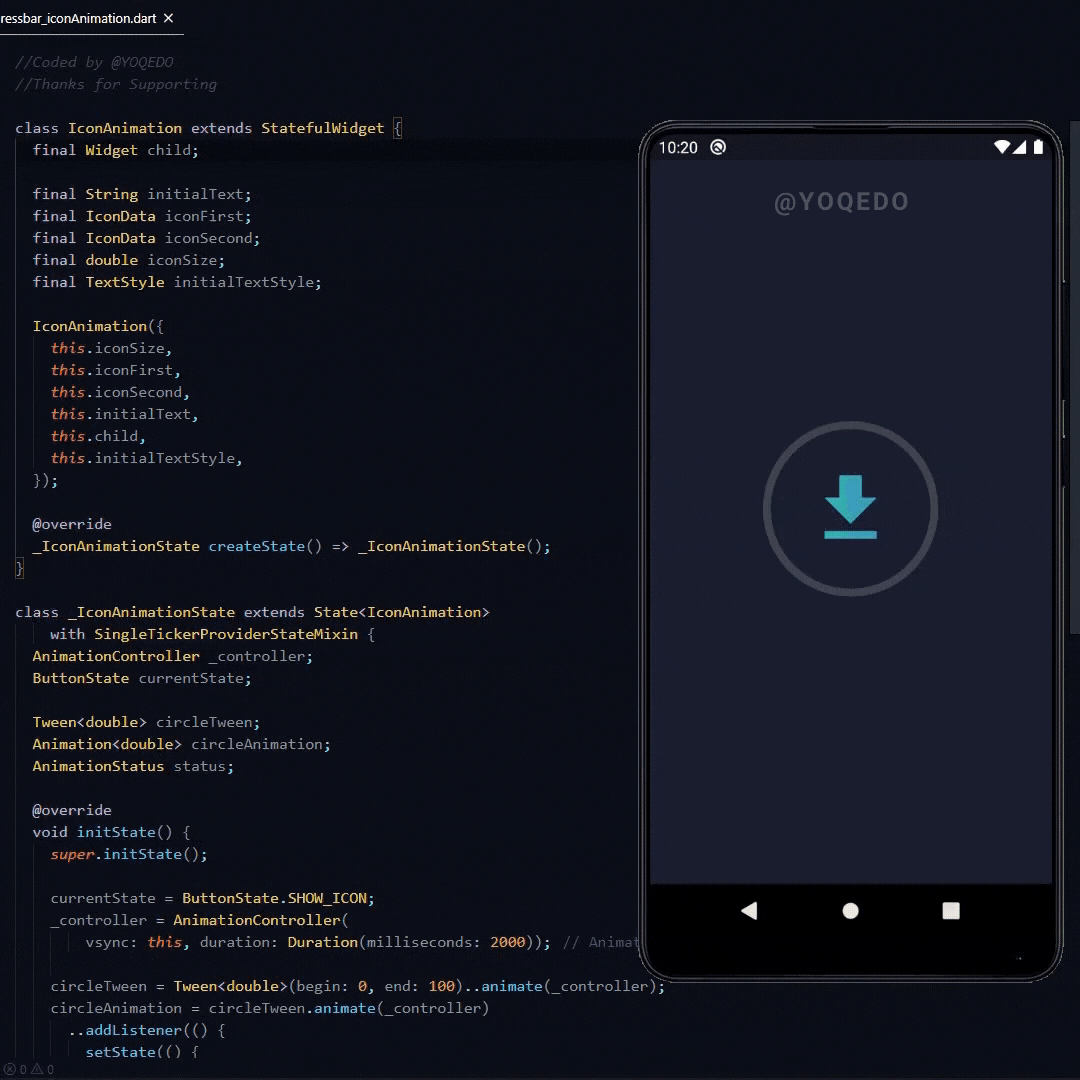 ressbar_iconAnimation.dart ×
//Coded by @YOQEDO
//Thanks for Supporting
class IconAnimation extends StatefulWidget {
final Widget child;
final String initialText;
final IconData iconFirst;
final IconData iconSecond;
final double iconSize;
final TextStyle initialTextStyle;
IconAnimation({
this.iconSize,
this.iconFirst,
this.iconSecond,
this.initialText,
this.child,
this.initialTextStyle,
});
@override
_IconAnimationState createState() => _IconAnimationState();
}
class _IconAnimationState extends State<IconAnimation>
with SingleTickerProviderStateMixin {
AnimationController _controller;
ButtonState currentState;
Tween<double> circleTween;
Animation<double> circleAnimation;
AnimationStatus status;
@override
void initState() {
super.initState();
currentState = ButtonState.SHOW_ICON;
_controller = AnimationController(
vsync: this, duration: Duration(milliseconds: 2000)); // Animat
circleTween = Tween<double>(begin: 0, end: 100)..animate(_controller);
circleAnimation = circleTween.animate(_controller)
..addListener(() {
setState(() {
0 0
10:20
@YOQEDO